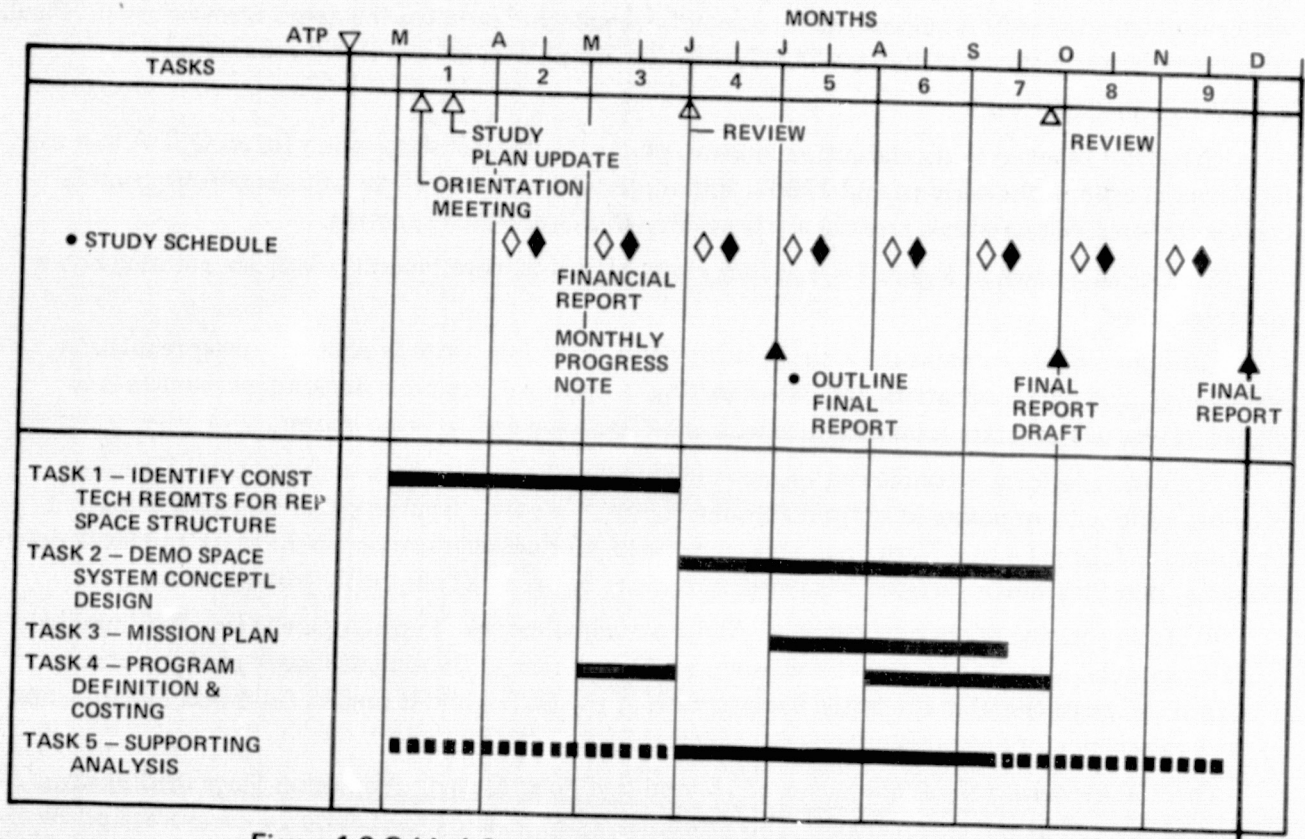 MONTHS
ATP M A M J J A S O N D
TASKS 1 2 3 4 5 6 7 8 9
STUDY
PLAN UPDATE
ORIENTATION
MEETING
REVIEW
REVIEW
• STUDY SCHEDULE
FINANCIAL
REPORT
MONTHLY
PROGRESS
NOTE
• OUTLINE
FINAL
REPORT
FINAL
REPORT
DRAFT
FINAL
REPORT
TASK 1 – IDENTIFY CONST
TECH REQMTS FOR REP
SPACE STRUCTURE
TASK 2 – DEMO SPACE
SYSTEM CONCEPTL
DESIGN
TASK 3 – MISSION PLAN
TASK 4 – PROGRAM
DEFINITION &
COSTING
TASK 5 – SUPPORTING
ANALYSIS